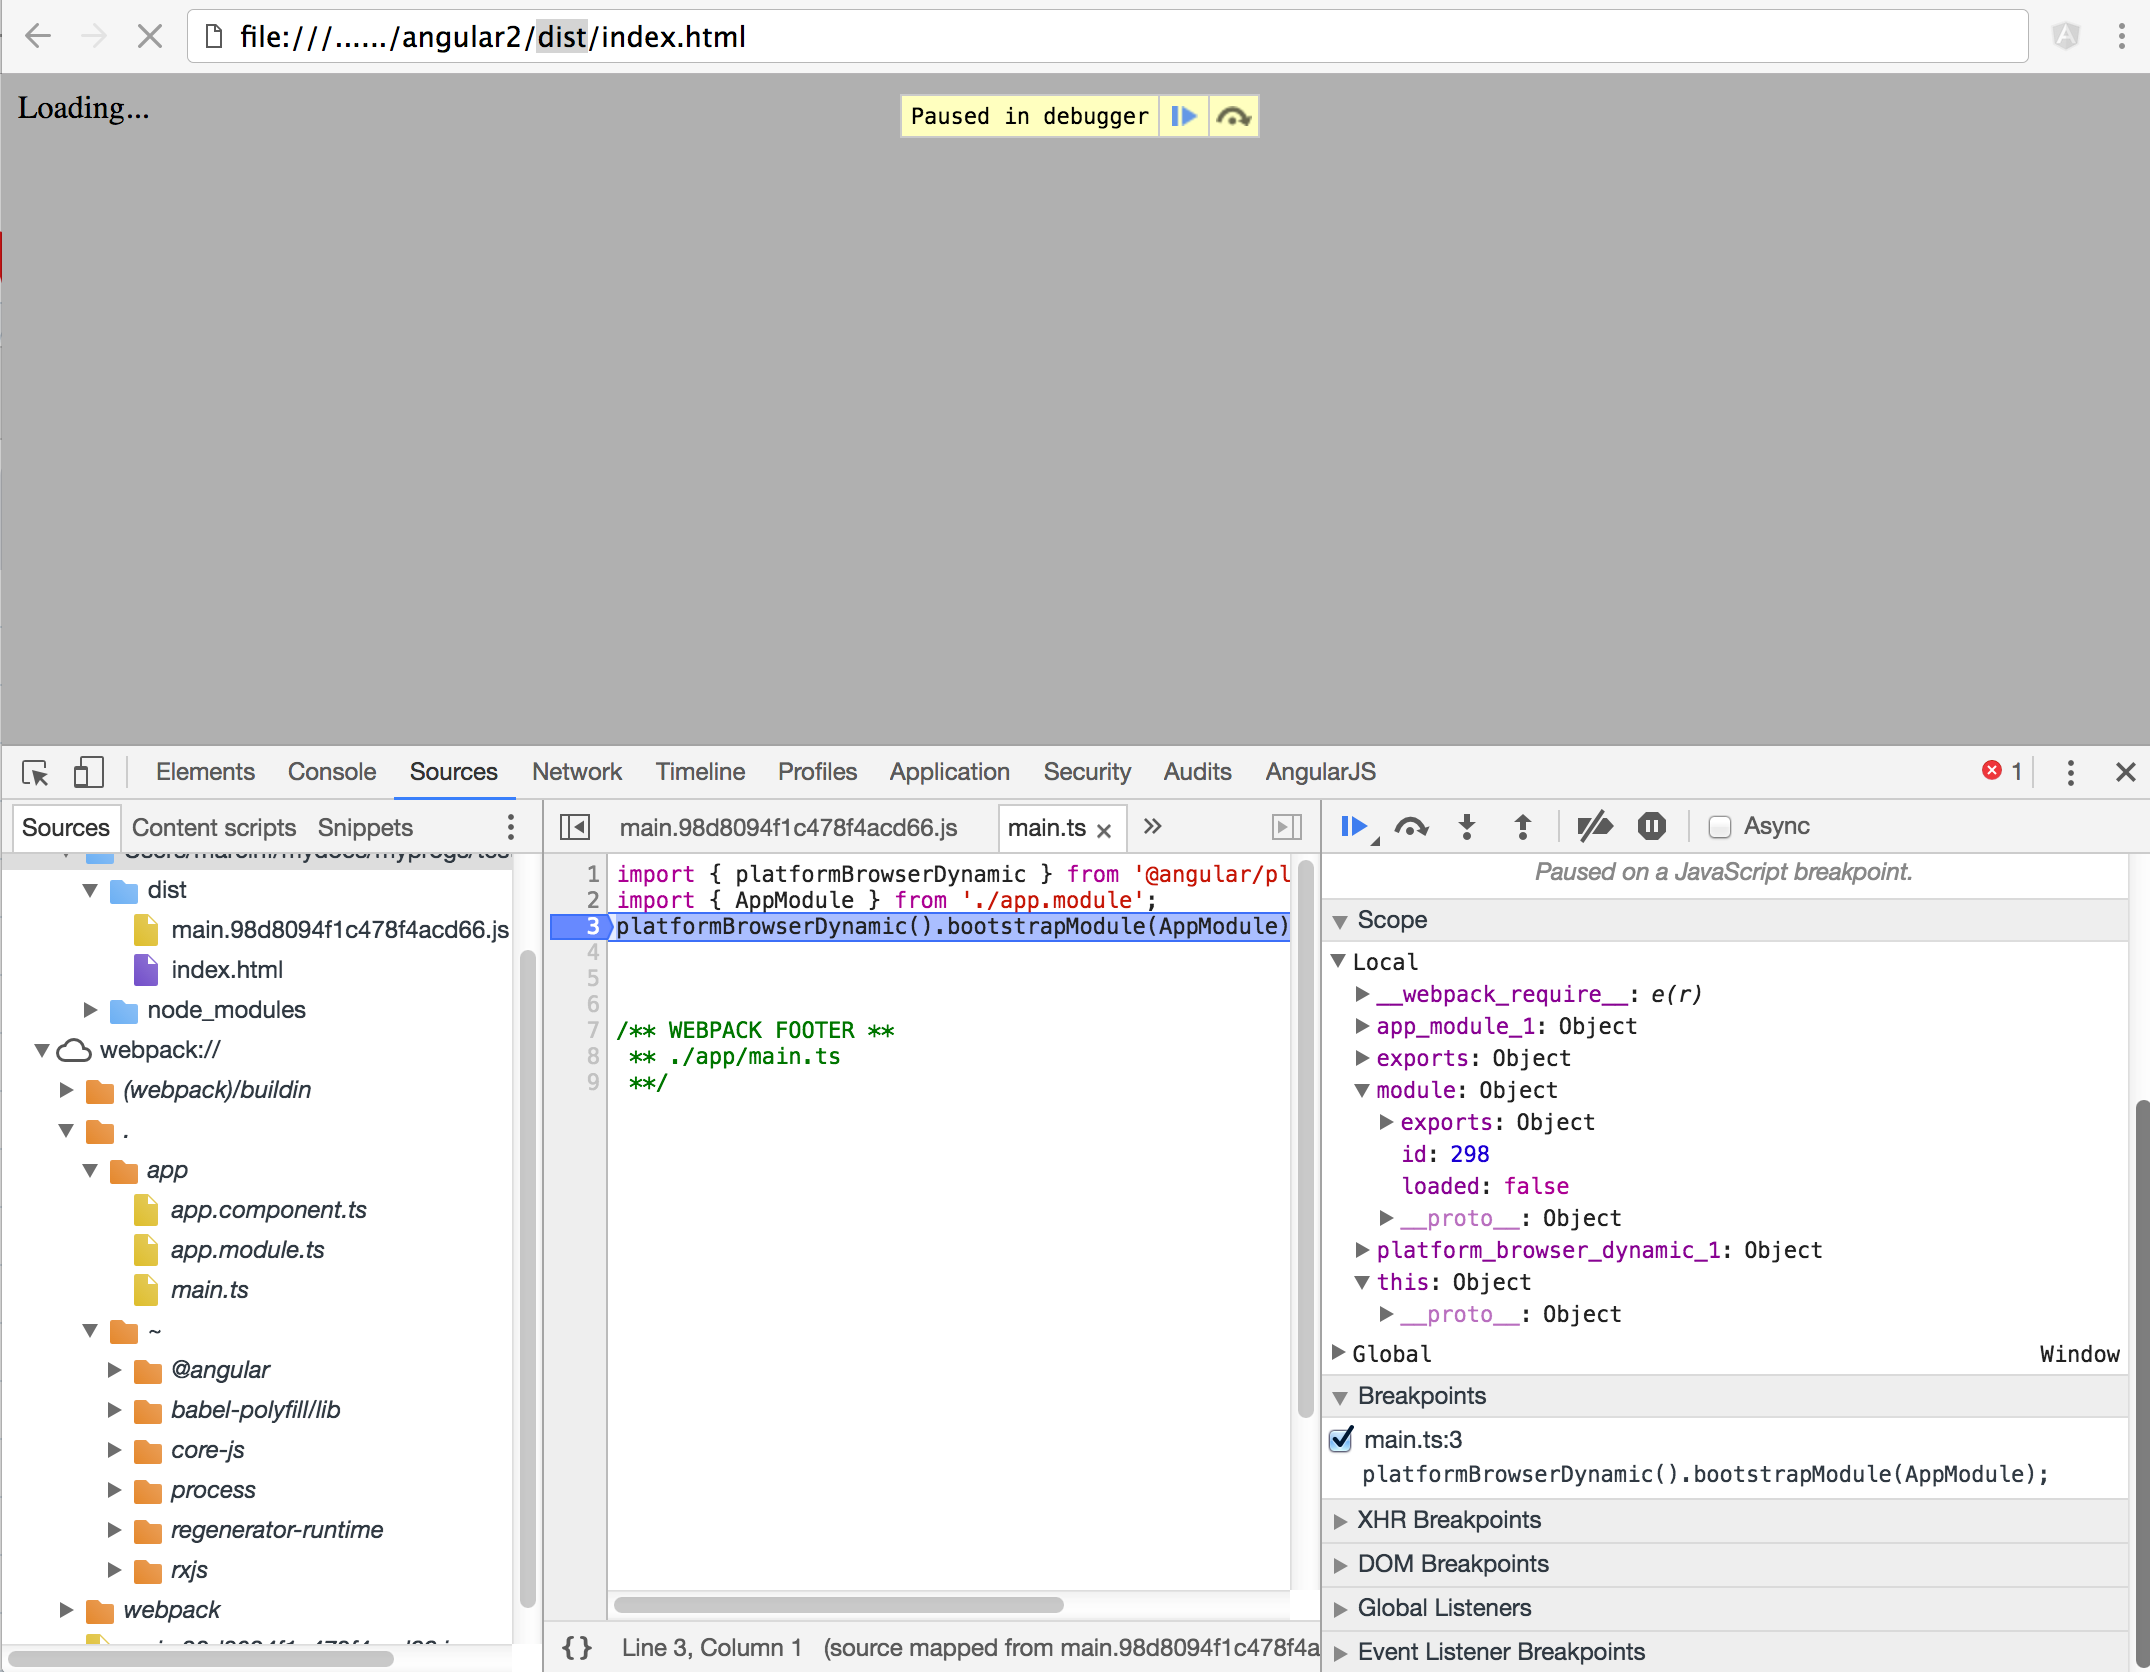 file:///....../angular2/dist/index.html
Loading...
Paused in debugger
Elements Console Sources Network Timeline Profiles Application Security Audits AngularJS 1
Sources Content scripts Snippets
main.98d8094f1c478f4acd66.js main.ts
Async
dist
main.98d8094f1c478f4acd66.js
index.html
node_modules
webpack://
(webpack)/buildin
.
app
app.component.ts
app.module.ts
main.ts
~
@angular
babel-polyfill/lib
core-js
process
regenerator-runtime
rxjs
webpack
1 import { platformBrowserDynamic } from '@angular/pl
2 import { AppModule } from './app.module';
3 platformBrowserDynamic().bootstrapModule(AppModule)
4
5
6
7 /** WEBPACK FOOTER **
8 ** ./app/main.ts
9 **/
{} Line 3, Column 1 (source mapped from main.98d8094f1c478f4a
Paused on a JavaScript breakpoint.
Scope
Local
__webpack_require__: e(r)
app_module_1: Object
exports: Object
module: Object
exports: Object
id: 298
loaded: false
__proto__: Object
platform_browser_dynamic_1: Object
this: Object
__proto__: Object
Global Window
Breakpoints
main.ts:3
platformBrowserDynamic().bootstrapModule(AppModule);
XHR Breakpoints
DOM Breakpoints
Global Listeners
Event Listener Breakpoints